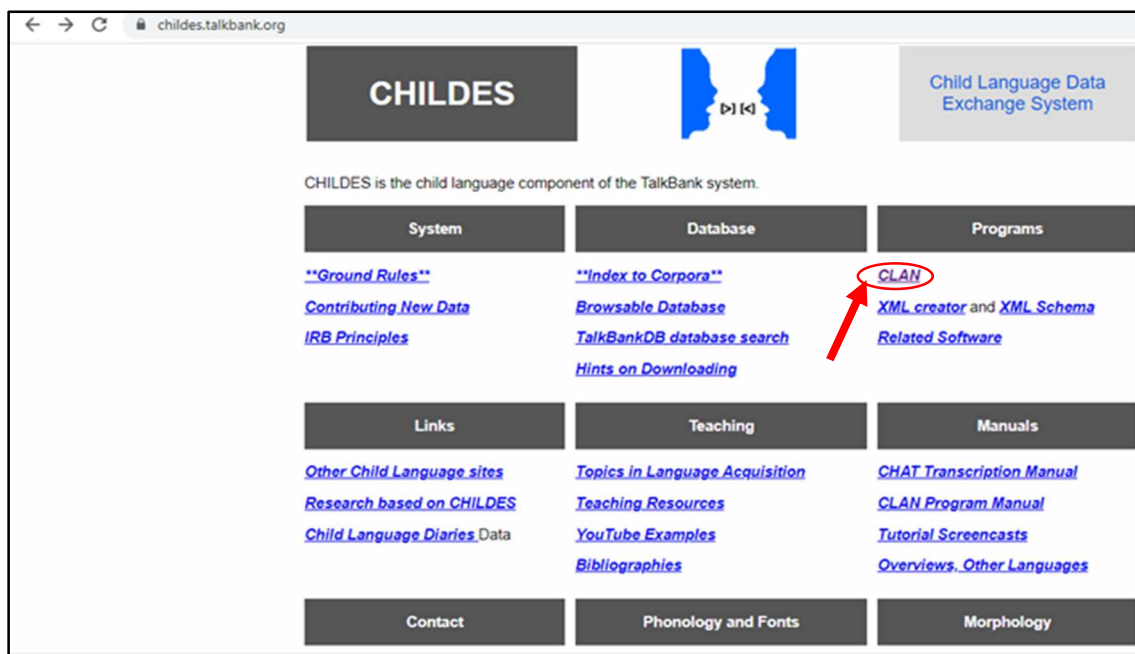 childes.talkbank.org
CHILDES
[>] [<]
Child Language Data
Exchange System
CHILDES is the child language component of the TalkBank system.
System
Database
Programs
**Ground Rules**
**Index to Corpora**
CLAN
Contributing New Data
Browsable Database
XML creator and XML Schema
IRB Principles
TalkBankDB database search
Related Software
Hints on Downloading
Links
Teaching
Manuals
Other Child Language sites
Topics in Language Acquisition
CHAT Transcription Manual
Research based on CHILDES
Teaching Resources
CLAN Program Manual
Child Language Diaries Data
YouTube Examples
Tutorial Screencasts
Bibliographies
Overviews, Other Languages
Contact
Phonology and Fonts
Morphology